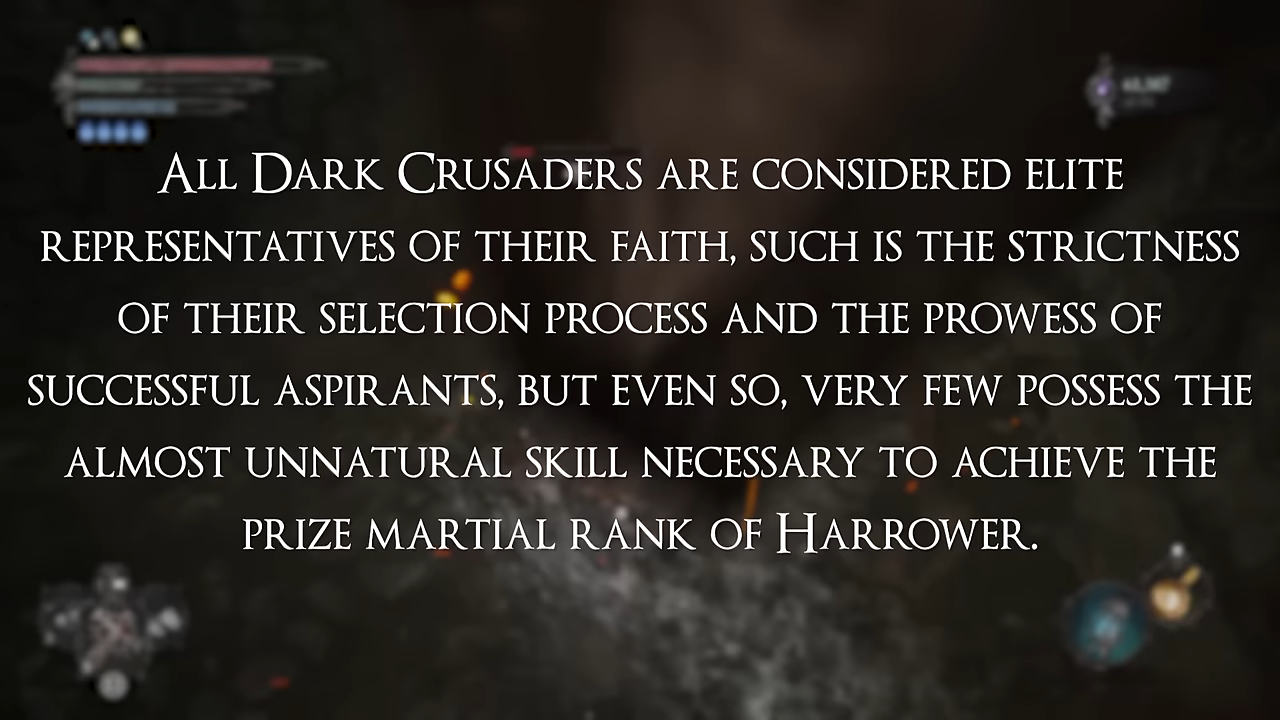 All Dark Crusaders are considered elite
representatives of their faith, such is the strictness
of their selection process and the prowess of
successful aspirants, but even so, very few possess the
almost unnatural skill necessary to achieve the
prize martial rank of Harrower.